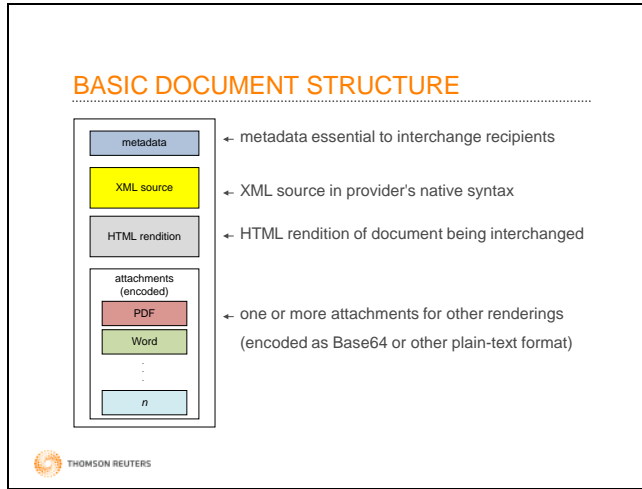 BASIC DOCUMENT STRUCTURE
metadata
← metadata essential to interchange recipients
XML source
← XML source in provider's native syntax
HTML rendition
← HTML rendition of document being interchanged
attachments
(encoded)
PDF
← one or more attachments for other renderings
Word
(encoded as Base64 or other plain-text format)
.
.
.
n
THOMSON REUTERS